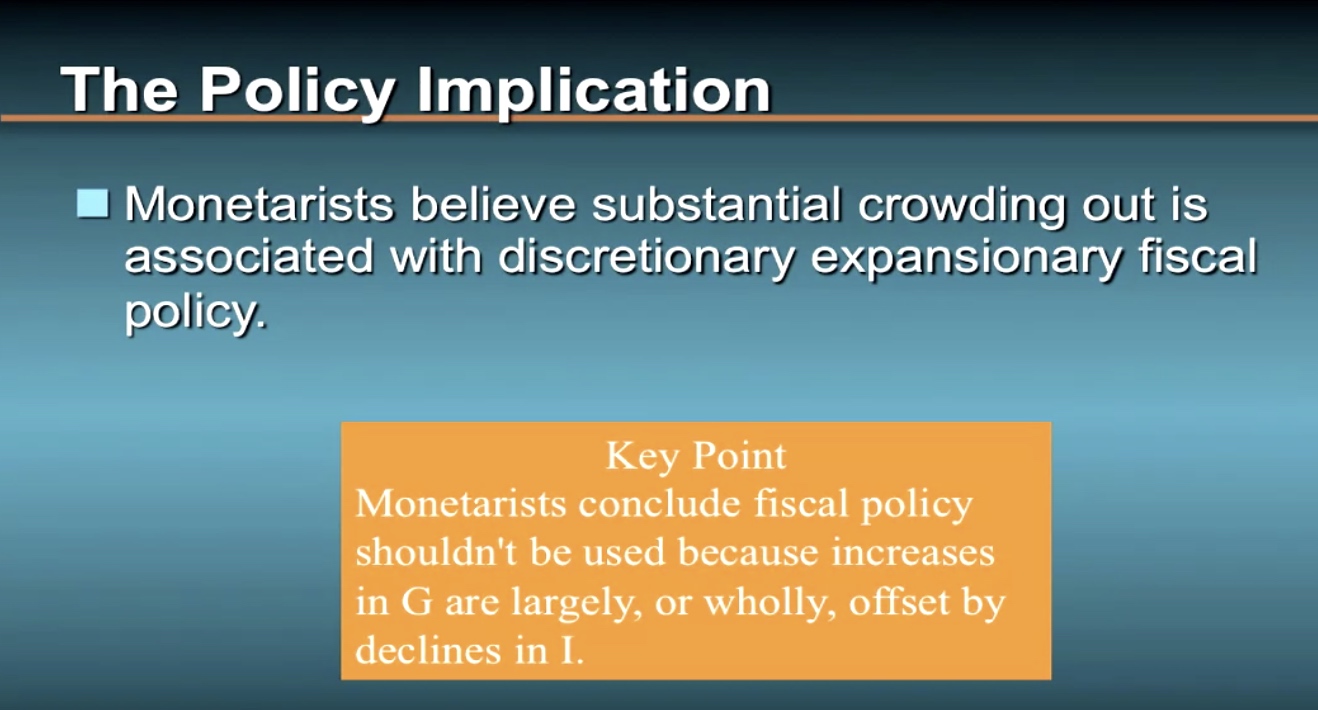 The Policy Implication
Monetarists believe substantial crowding out is
associated with discretionary expansionary fiscal
policy.
Key Point
Monetarists conclude fiscal policy
shouldn't be used because increases
in G are largely, or wholly, offset by
declines in I.